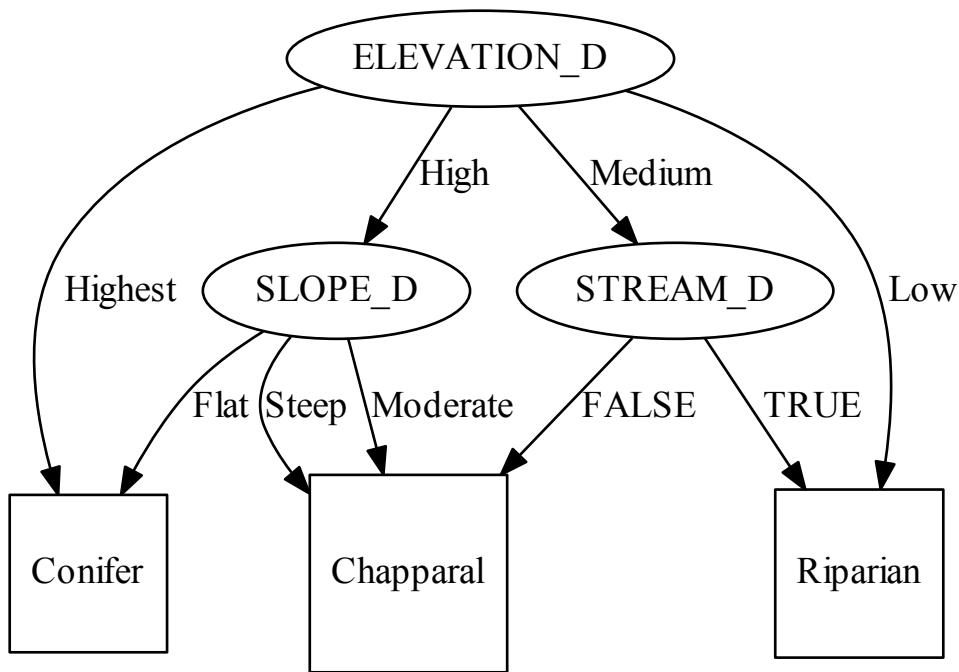 ELEVATION_D
High
Medium
Highest
SLOPE_D
STREAM_D
Low
Flat
Steep
Moderate
FALSE
TRUE
Conifer
Chapparal
Riparian